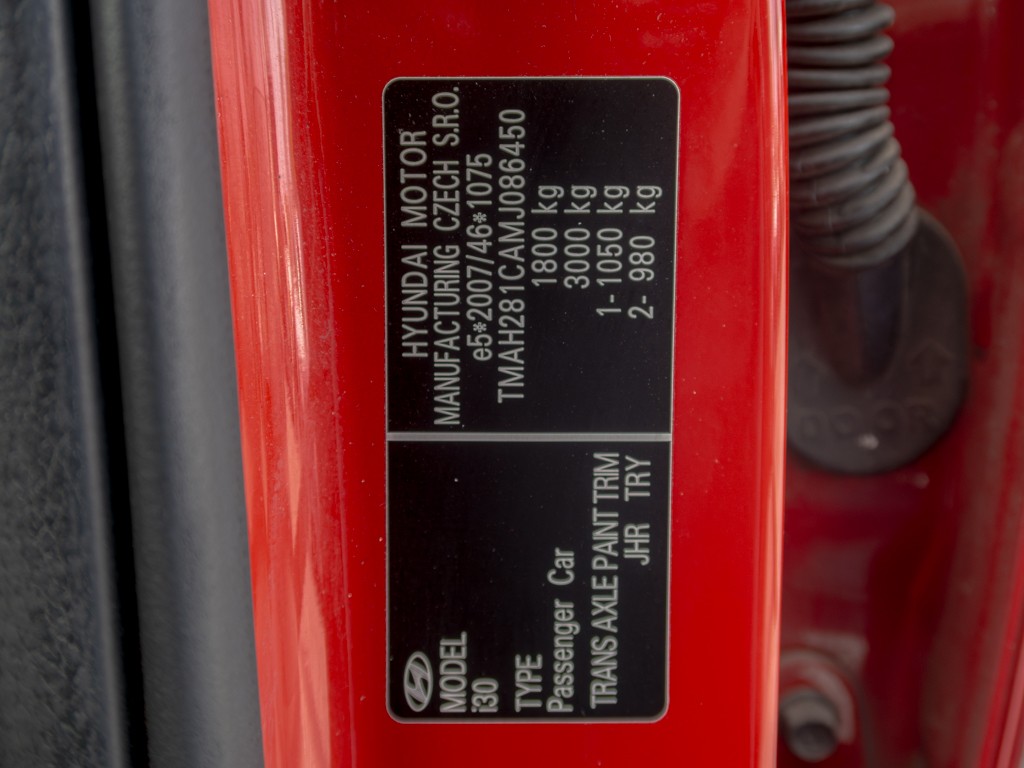 HYUNDAI MOTOR
MANUFACTURING CZECH S.R.O.
e5*2007/46*1075
TMAH281CAMJ086450
1800 kg
3000 kg
1- 1050 kg
2- 980 kg
MODEL
i30
TYPE
Passenger Car
TRANS AXLE PAINT TRIM
JHR TRY